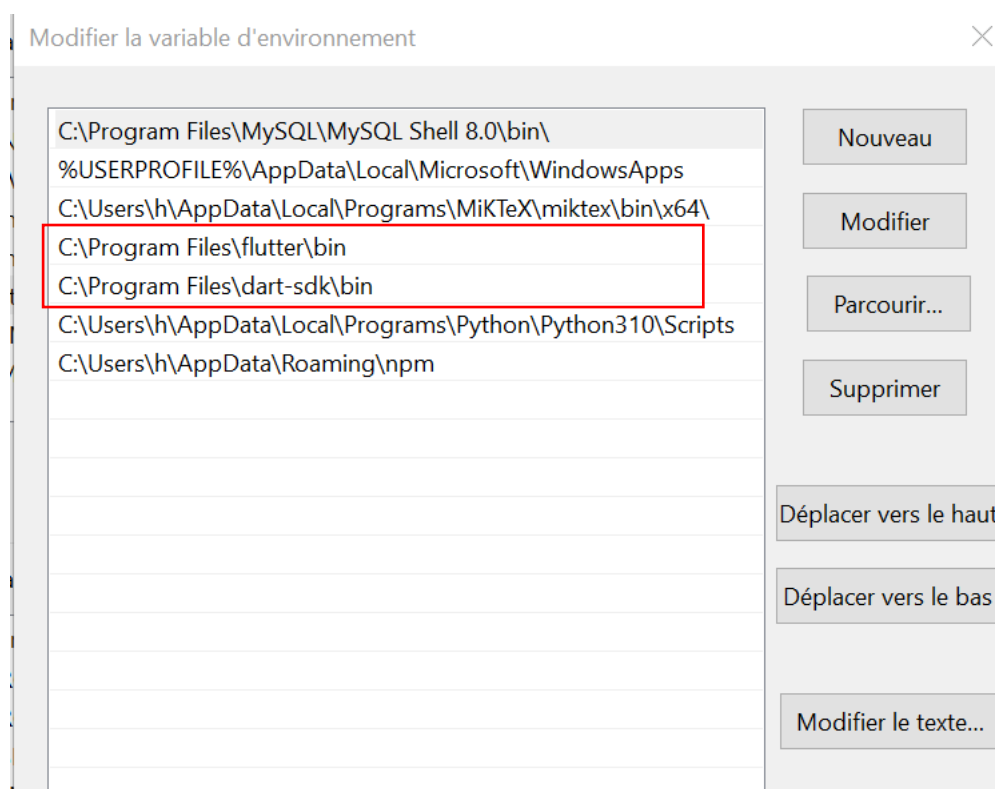 Modifier la variable d'environnement
C:\Program Files\MySQL\MySQL Shell 8.0\bin\
%USERPROFILE%\AppData\Local\Microsoft\WindowsApps
C:\Users\h\AppData\Local\Programs\MiKTeX\miktex\bin\x64\
C:\Program Files\flutter\bin
C:\Program Files\dart-sdk\bin
C:\Users\h\AppData\Local\Programs\Python\Python310\Scripts
C:\Users\h\AppData\Roaming\npm
Nouveau
Modifier
Parcourir...
Supprimer
Déplacer vers le haut
Déplacer vers le bas
Modifier le texte...